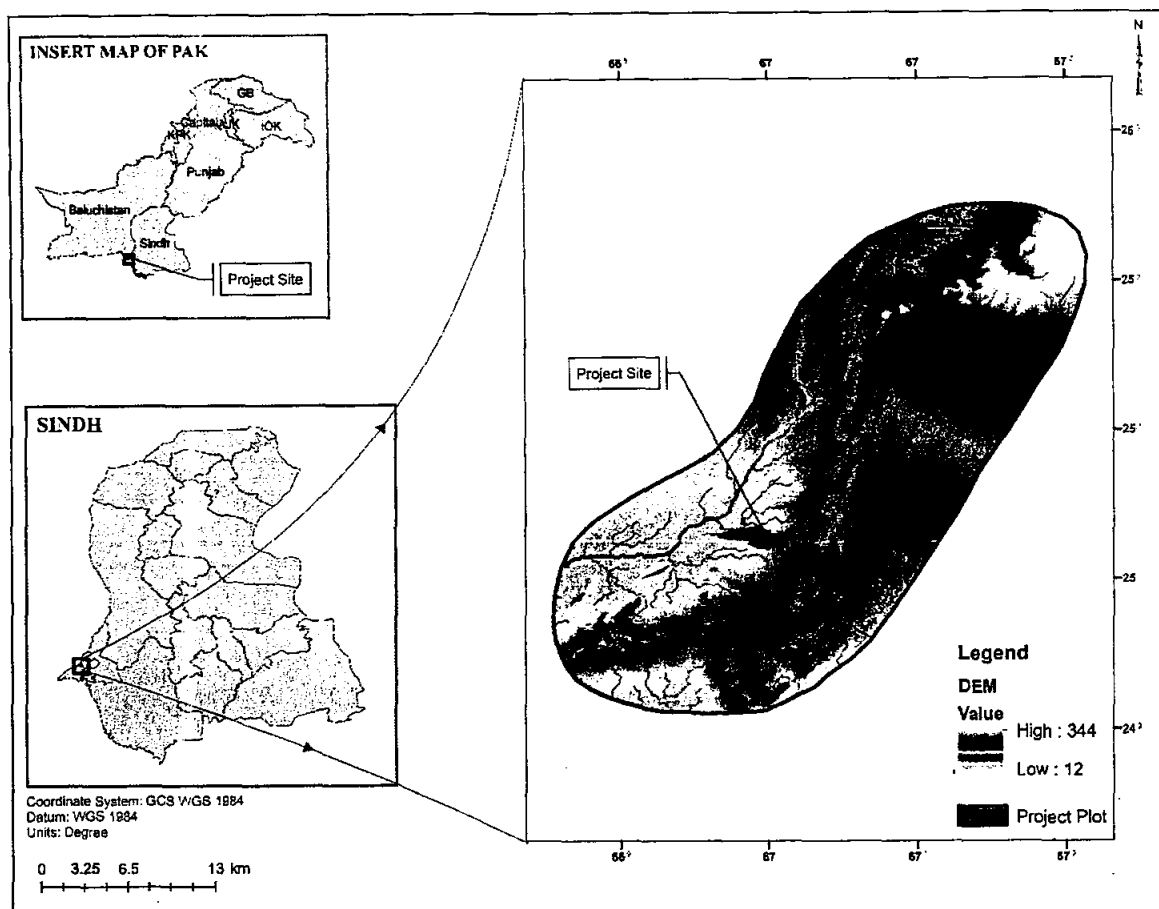 INSERT MAP OF PAK
GB
Capital
AJK
IOK
KPK
Punjab
Baluchistan
Sindh
Project Site
SINDH
Coordinate System: GCS WGS 1984
Datum: WGS 1984
Units: Degree
0 3.25 6.5 13 km
N
67
67
Project Site
25
25
Legend
DEM
Value
High : 344
Low : 12
Project Plot
67
67